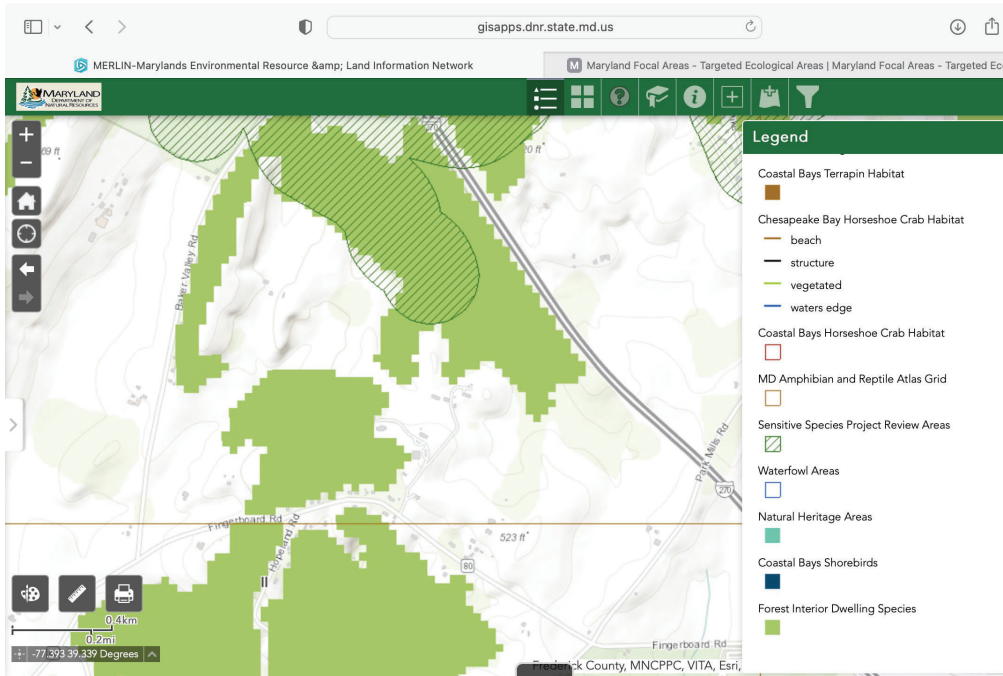 gisapps.dnr.state.md.us
MERLIN-Marylands Environmental Resource &amp; Land Information Network
M Maryland Focal Areas - Targeted Ecological Areas | Maryland Focal Areas - Targeted Ec
MARYLAND
DEPARTMENT OF
NATURAL RESOURCES
Legend
Coastal Bays Terrapin Habitat
Chesapeake Bay Horseshoe Crab Habitat
beach
structure
vegetated
waters edge
Coastal Bays Horseshoe Crab Habitat
MD Amphibian and Reptile Atlas Grid
Sensitive Species Project Review Areas
Waterfowl Areas
Natural Heritage Areas
Coastal Bays Shorebirds
Forest Interior Dwelling Species
69 ft
20 ft
Baker Valley Rd
Park Mills Rd
270
Fingerboard Rd
Hopeland Rd
523 ft
80
Fingerboard Rd
0.4km
0.2mi
-77.393 39.339 Degrees
Frederick County, MNCPPC, VITA, Esri,